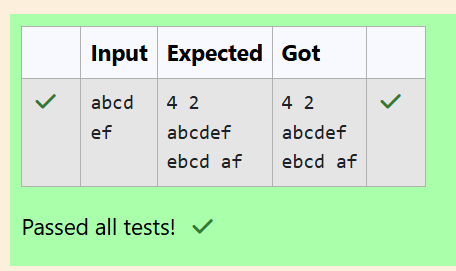 Input Expected Got
abcd 4 2 4 2
ef abcdef abcdef
ebcd af ebcd af
Passed all tests!